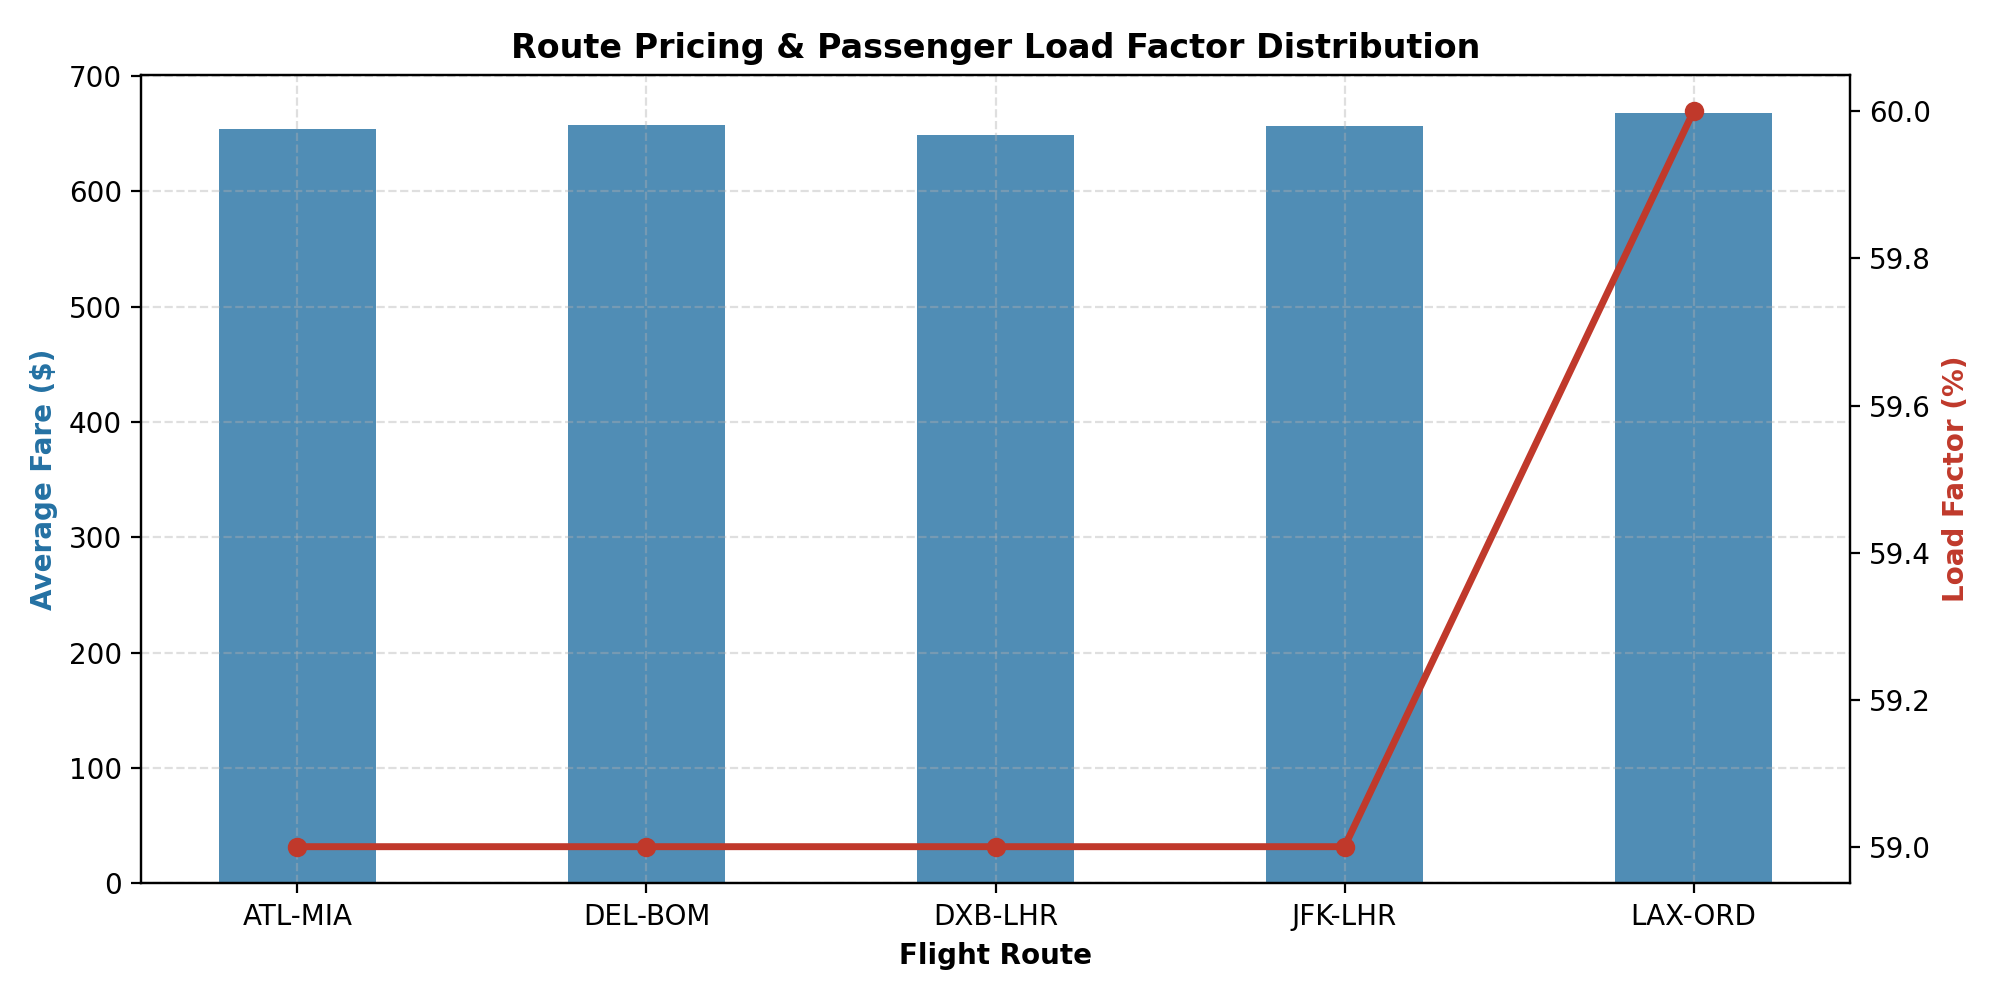 Route Pricing & Passenger Load Factor Distribution
Average Fare ($)
700
600
500
400
300
200
100
0
60.0
59.8
59.6
59.4
59.2
59.0
Load Factor (%)
ATL-MIA DEL-BOM DXB-LHR JFK-LHR LAX-ORD
Flight Route